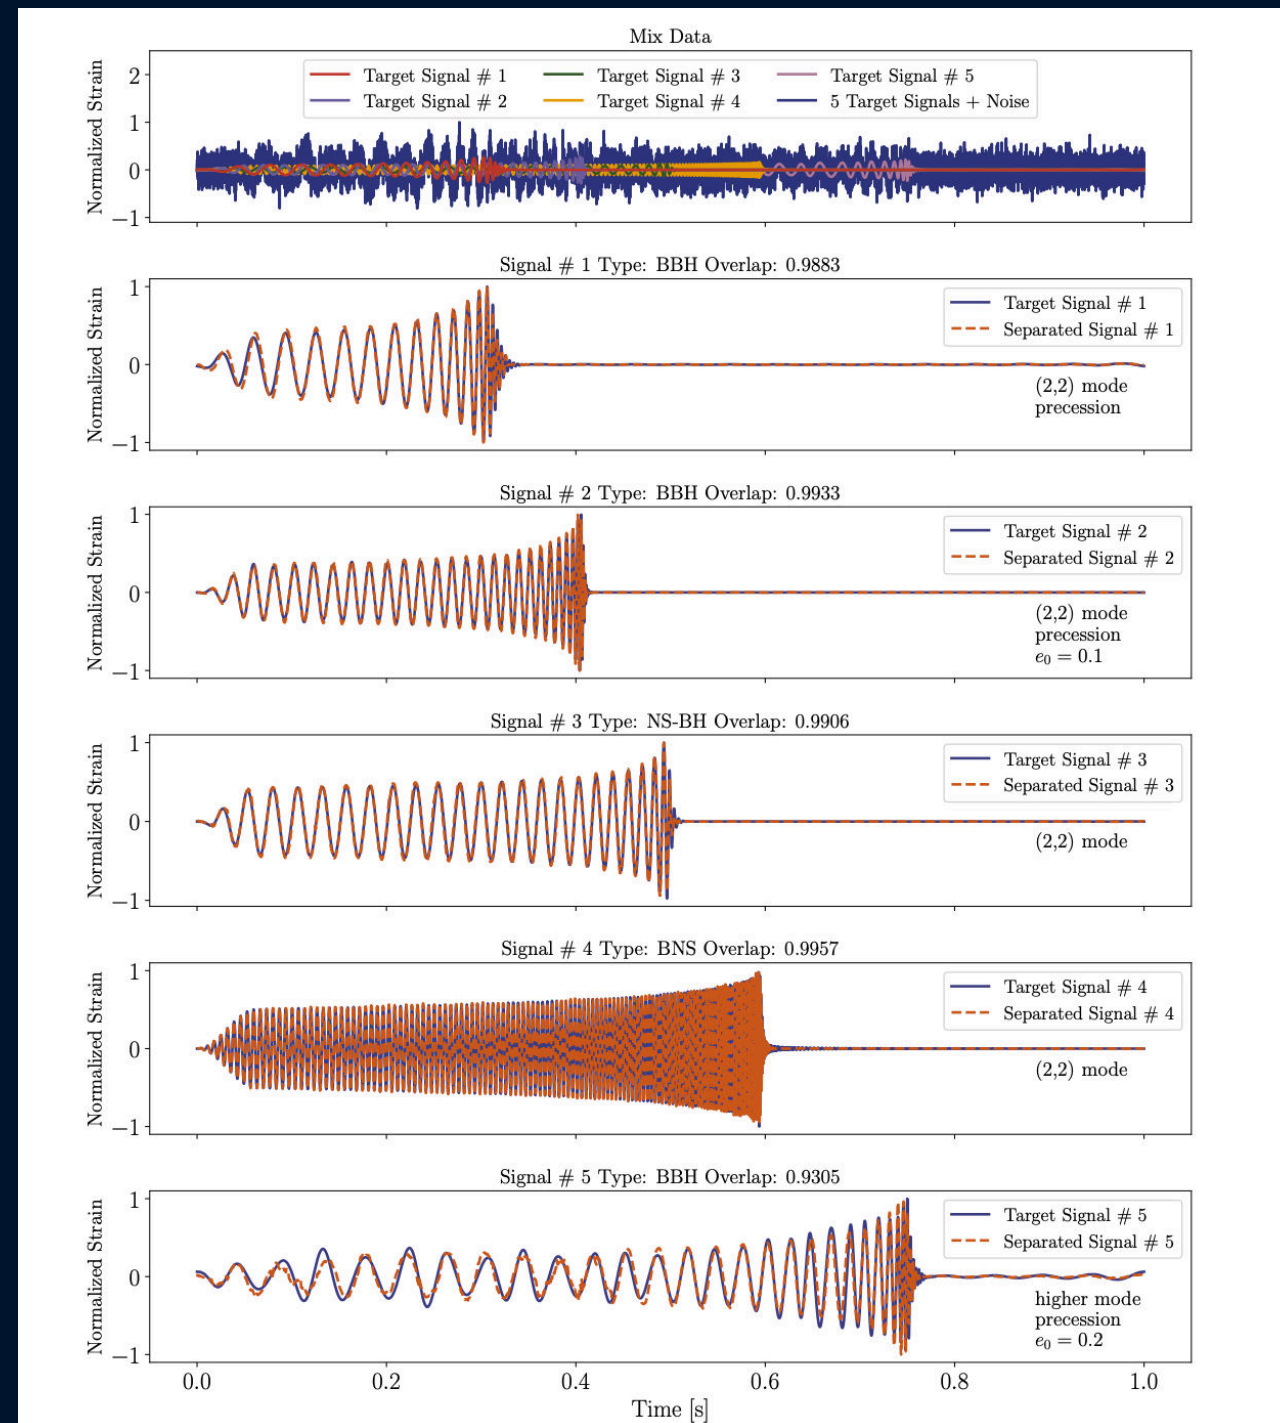 Mix Data
Normalized Strain
2
1
0
−1
Target Signal # 1
Target Signal # 2
Target Signal # 3
Target Signal # 4
Target Signal # 5
5 Target Signals + Noise
Signal # 1 Type: BBH Overlap: 0.9883
Normalized Strain
1
0
−1
Target Signal # 1
Separated Signal # 1
(2,2) mode
precession
Signal # 2 Type: BBH Overlap: 0.9933
Normalized Strain
1
0
−1
Target Signal # 2
Separated Signal # 2
(2,2) mode
precession
e₀ = 0.1
Signal # 3 Type: NS-BH Overlap: 0.9906
Normalized Strain
1
0
−1
Target Signal # 3
Separated Signal # 3
(2,2) mode
Signal # 4 Type: BNS Overlap: 0.9957
Normalized Strain
1
0
−1
Target Signal # 4
Separated Signal # 4
(2,2) mode
Signal # 5 Type: BBH Overlap: 0.9305
Normalized Strain
1
0
−1
Target Signal # 5
Separated Signal # 5
higher mode
precession
e₀ = 0.2
0.0 0.2 0.4 0.6 0.8 1.0
Time [s]